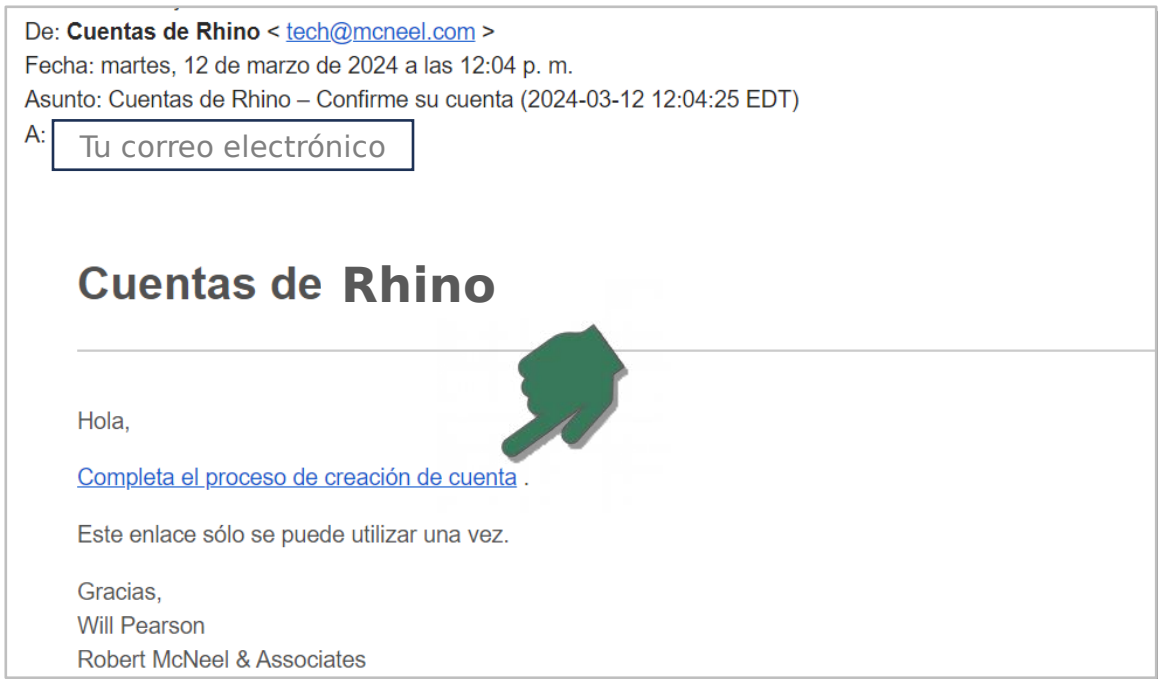 De: Cuentas de Rhino < tech@mcneel.com >
Fecha: martes, 12 de marzo de 2024 a las 12:04 p. m.
Asunto: Cuentas de Rhino – Confirme su cuenta (2024-03-12 12:04:25 EDT)
A: Tu correo electrónico
Cuentas de Rhino
Hola,
Completa el proceso de creación de cuenta .
Este enlace sólo se puede utilizar una vez.
Gracias,
Will Pearson
Robert McNeel & Associates